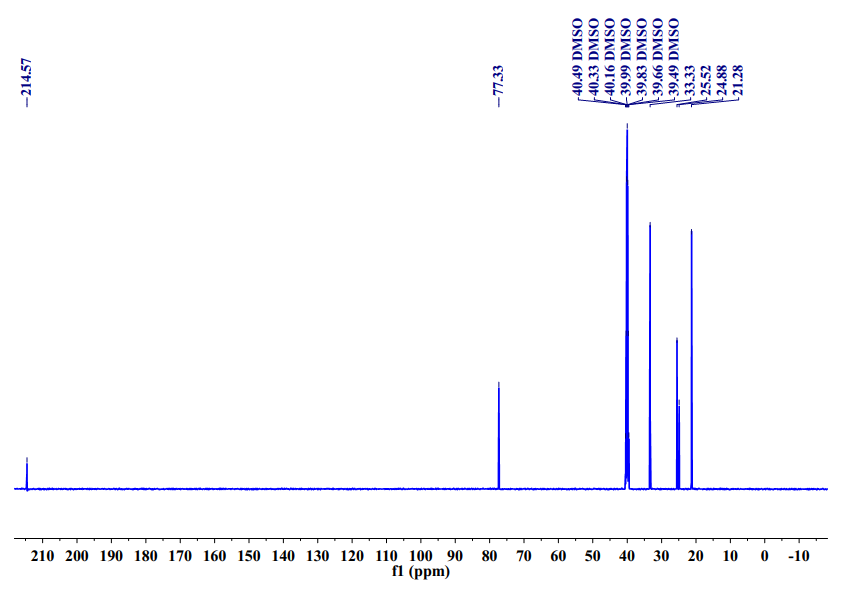 214.57
77.33
40.49 DMSO
40.33 DMSO
40.16 DMSO
39.99 DMSO
39.83 DMSO
39.66 DMSO
39.49 DMSO
33.33
25.52
24.88
21.28
210 200 190 180 170 160 150 140 130 120 110 100 90 80 70 60 50 40 30 20 10 0 -10
f1 (ppm)